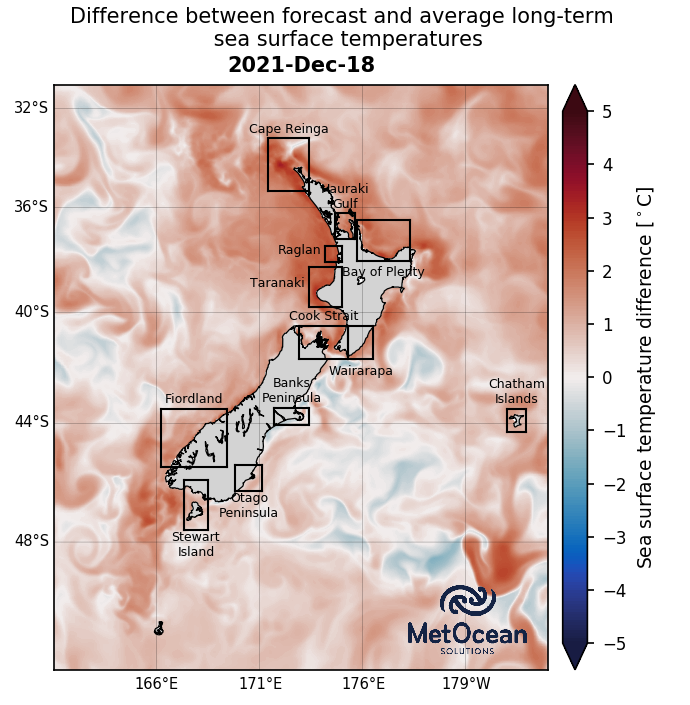 Difference between forecast and average long-term
sea surface temperatures
2021-Dec-18
32°S
36°S
40°S
44°S
48°S
166°E
171°E
176°E
179°W
Cape Reinga
Hauraki
Gulf
Raglan
Bay of Plenty
Taranaki
Cook Strait
Wairarapa
Banks
Peninsula
Fiordland
Chatham
Islands
Otago
Peninsula
Stewart
Island
MetOcean
SOLUTIONS
5
4
3
2
1
0
−1
−2
−3
−4
−5
Sea surface temperature difference [°C]